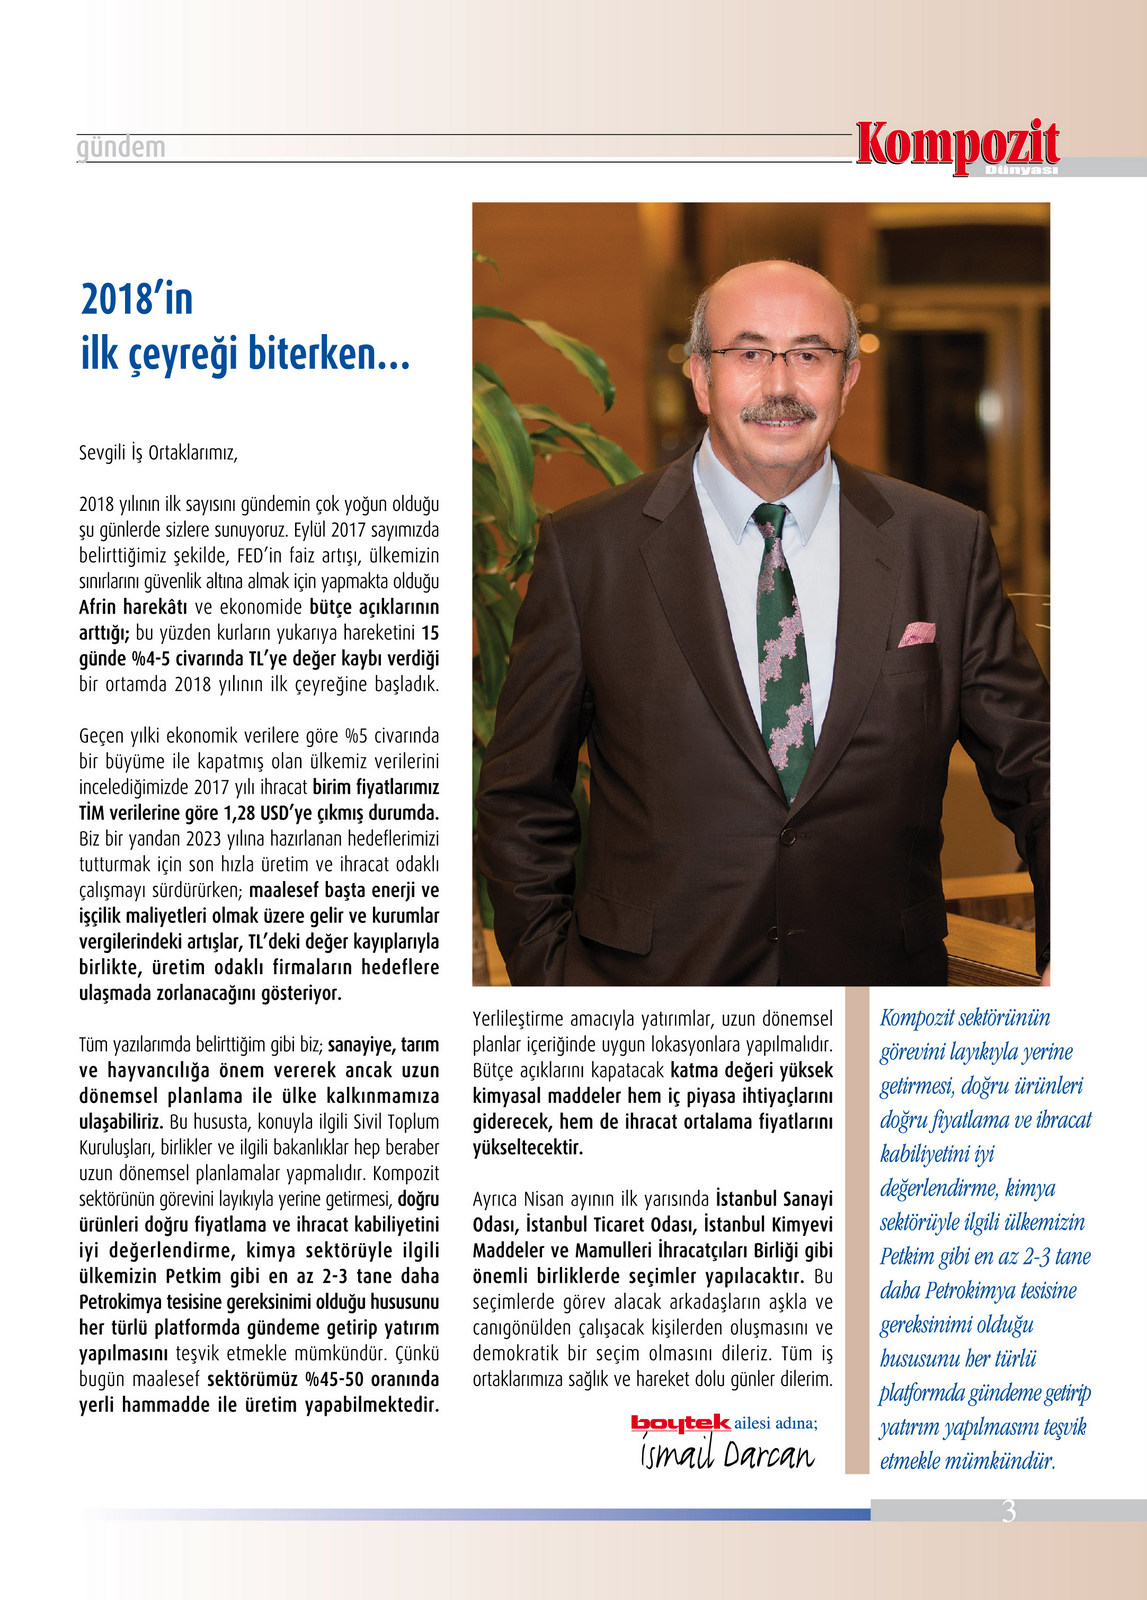 gündem
Kompozit
Dünyası
2018’in
ilk çeyreği biterken...
Sevgili İş Ortaklarımız,
2018 yılının ilk sayısını gündemin çok yoğun olduğu
şu günlerde sizlere sunuyoruz. Eylül 2017 sayımızda
belirttiğimiz şekilde, FED’in faiz artışı, ülkemizin
sınırlarını güvenlik altına almak için yapmakta olduğu
Afrin harekâtı ve ekonomide bütçe açıklarının
arttığı; bu yüzden kurların yukarıya hareketini 15
günde %4-5 civarında TL’ye değer kaybı verdiği
bir ortamda 2018 yılının ilk çeyreğine başladık.
Geçen yılki ekonomik verilere göre %5 civarında
bir büyüme ile kapatmış olan ülkemiz verilerini
incelediğimizde 2017 yılı ihracat birim fiyatlarımız
TİM verilerine göre 1,28 USD’ye çıkmış durumda.
Biz bir yandan 2023 yılına hazırlanan hedeflerimizi
tutturmak için son hızla üretim ve ihracat odaklı
çalışmayı sürdürürken; maalesef başta enerji ve
işçilik maliyetleri olmak üzere gelir ve kurumlar
vergilerindeki artışlar, TL’deki değer kayıplarıyla
birlikte, üretim odaklı firmaların hedeflere
ulaşmada zorlanacağını gösteriyor.
Tüm yazılarımda belirttiğim gibi biz; sanayiye, tarım
ve hayvancılığa önem vererek ancak uzun
dönemsel planlama ile ülke kalkınmamıza
ulaşabiliriz. Bu hususta, konuyla ilgili Sivil Toplum
Kuruluşları, birlikler ve ilgili bakanlıklar hep beraber
uzun dönemsel planlamalar yapmalıdır. Kompozit
sektörünün görevini layıkıyla yerine getirmesi, doğru
ürünleri doğru fiyatlama ve ihracat kabiliyetini
iyi değerlendirme, kimya sektörüyle ilgili
ülkemizin Petkim gibi en az 2-3 tane daha
Petrokimya tesisine gereksinimi olduğu hususunu
her türlü platformda gündeme getirip yatırım
yapılmasını teşvik etmekle mümkündür. Çünkü
bugün maalesef sektörümüz %45-50 oranında
yerli hammadde ile üretim yapabilmektedir.
Yerlileştirme amacıyla yatırımlar, uzun dönemsel
planlar içeriğinde uygun lokasyonlara yapılmalıdır.
Bütçe açıklarını kapatacak katma değeri yüksek
kimyasal maddeler hem iç piyasa ihtiyaçlarını
giderecek, hem de ihracat ortalama fiyatlarını
yükseltecektir.
Ayrıca Nisan ayının ilk yarısında İstanbul Sanayi
Odası, İstanbul Ticaret Odası, İstanbul Kimyevi
Maddeler ve Mamulleri İhracatçıları Birliği gibi
önemli birliklerde seçimler yapılacaktır. Bu
seçimlerde görev alacak arkadaşların aşkla ve
canıgönülden çalışacak kişilerden oluşmasını ve
demokratik bir seçim olmasını dileriz. Tüm iş
ortaklarımıza sağlık ve hareket dolu günler dilerim.
boytek ailesi adına;
ismail Darcan
Kompozit sektörünün
görevini layıkıyla yerine
getirmesi, doğru ürünleri
doğru fiyatlama ve ihracat
kabiliyetini iyi
değerlendirme, kimya
sektörüyle ilgili ülkemizin
Petkim gibi en az 2-3 tane
daha Petrokimya tesisine
gereksinimi olduğu
hususunu her türlü
platformda gündeme getirip
yatırım yapılmasını teşvik
etmekle mümkündür.
3